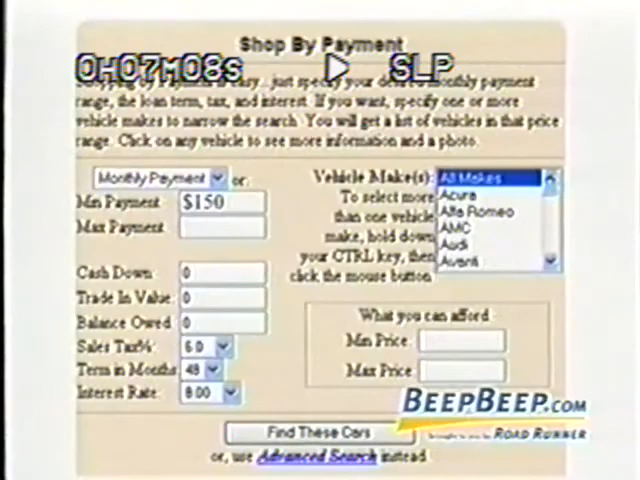 Shop By Payment
0H07M08s SLP
Shopping by Payment is easy...just specify your desired monthly payment
range, the loan term, tax, and interest. If you want, specify one or more
vehicle makes to narrow the search. You will get a list of vehicles in that price
range. Click on any vehicle to see more information and a photo.
Monthly Payment or:
Min Payment $150
Max Payment
Cash Down 0
Trade In Value 0
Balance Owed 0
Sales Tax% 6.0
Term in Months 48
Interest Rate: 8.00
Vehicle Make(s):
To select more
than one vehicle
make, hold down
your CTRL key, then
click the mouse button.
All Makes
Acura
Alfa Romeo
AMC
Audi
Avanti
What you can afford
Min Price
Max Price
BEEPBEEP.COM
ROAD RUNNER
Find These Cars
or, use Advanced Search instead.